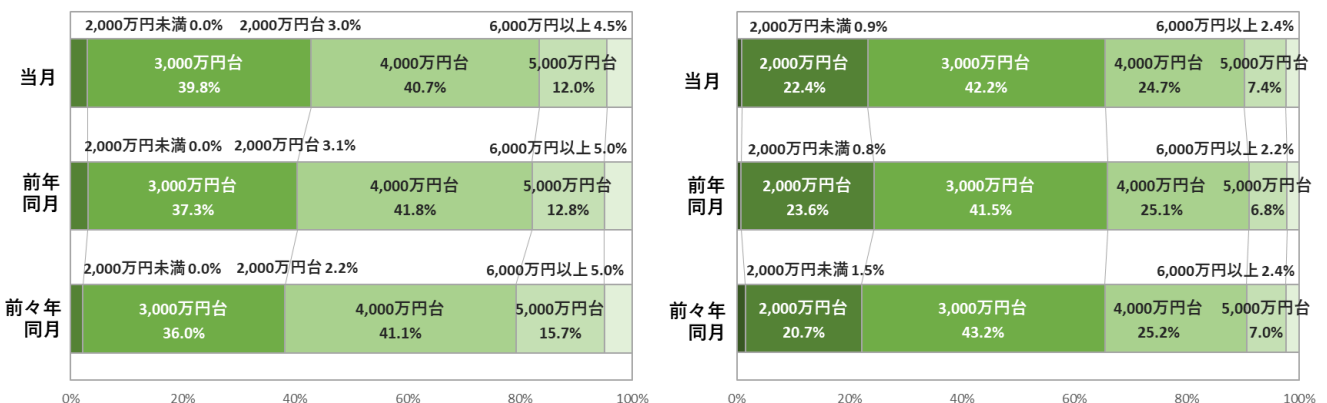 2,000万円未満 0.0% 2,000万円台 3.0% 6,000万円以上 4.5%
当月
3,000万円台 4,000万円台 5,000万円台
39.8% 40.7% 12.0%
2,000万円未満 0.0% 2,000万円台 3.1% 6,000万円以上 5.0%
前年
同月
3,000万円台 4,000万円台 5,000万円台
37.3% 41.8% 12.8%
2,000万円未満 0.0% 2,000万円台 2.2% 6,000万円以上 5.0%
前々年
同月
3,000万円台 4,000万円台 5,000万円台
36.0% 41.1% 15.7%
0% 20% 40% 60% 80% 100%
2,000万円未満 0.9% 6,000万円以上 2.4%
当月
2,000万円台 3,000万円台 4,000万円台 5,000万円台
22.4% 42.2% 24.7% 7.4%
2,000万円未満 0.8% 6,000万円以上 2.2%
前年
同月
2,000万円台 3,000万円台 4,000万円台 5,000万円台
23.6% 41.5% 25.1% 6.8%
2,000万円未満 1.5% 6,000万円以上 2.4%
前々年
同月
2,000万円台 3,000万円台 4,000万円台 5,000万円台
20.7% 43.2% 25.2% 7.0%
0% 20% 40% 60% 80% 100%